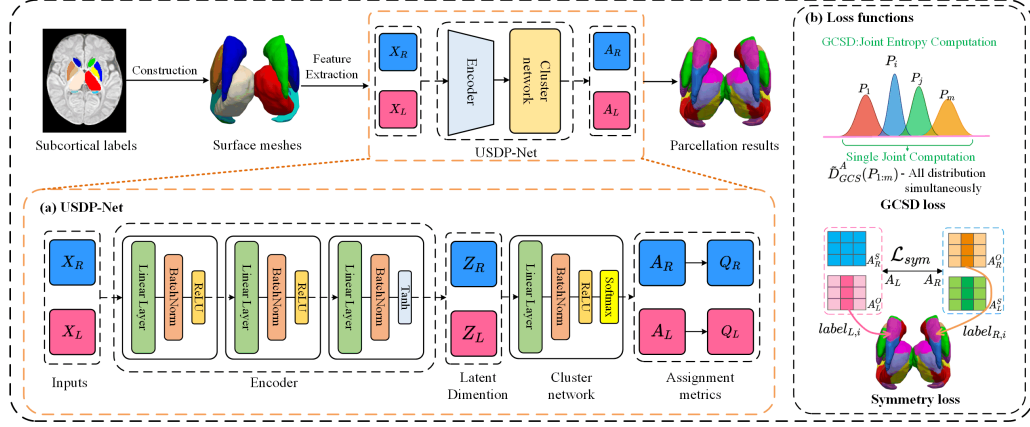 Subcortical labels
Construction
Surface meshes
Feature
Extraction
X_R
X_L
Encoder
Cluster
network
A_R
A_L
USDP-Net
Parcellation results
(a) USDP-Net
X_R
X_L
Inputs
Linear Layer
BatchNorm
ReLU
Linear Layer
BatchNorm
ReLU
Linear Layer
BatchNorm
Tanh
Encoder
Z_R
Z_L
Latent
Dimention
Linear Layer
BatchNorm
ReLU
Softmax
Cluster
network
A_R
Q_R
A_L
Q_L
Assignment
metrics
(b) Loss functions
GCSD:Joint Entropy Computation
P_1
P_i
P_j
P_m
Single Joint Computation
D̃^A_GCS(P_1:m) - All distribution
simultaneously
GCSD loss
A_R^S
A_L^O
L_sym
A_L
A_R
A_R^O
A_L^S
label_L,i
label_R,i
Symmetry loss